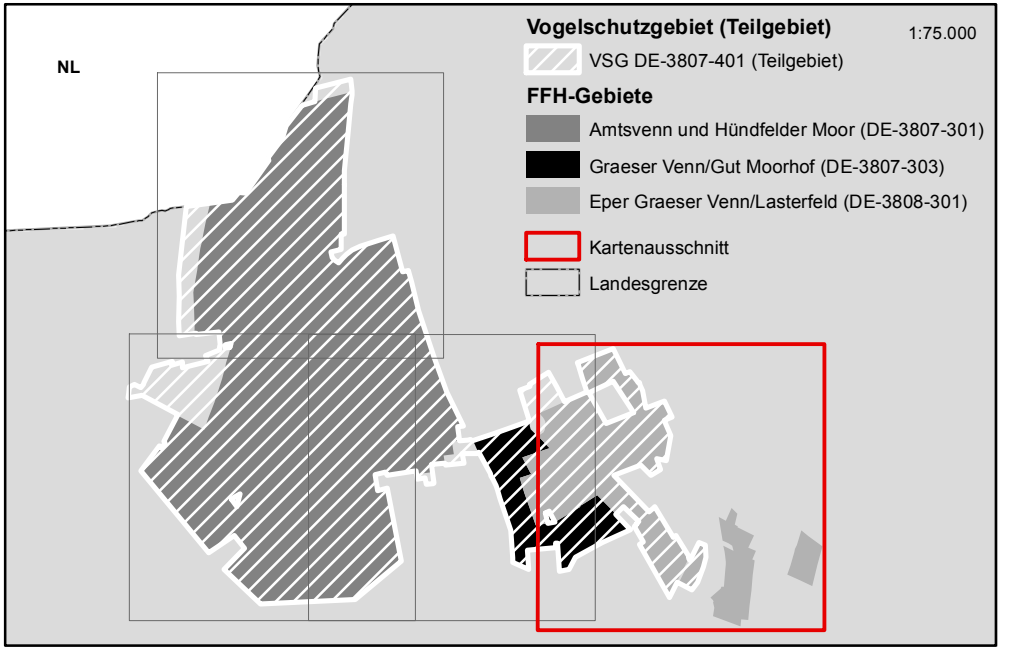 NL
Vogelschutzgebiet (Teilgebiet)
1:75.000
VSG DE-3807-401 (Teilgebiet)
FFH-Gebiete
Amtsvenn und Hündfelder Moor (DE-3807-301)
Graeser Venn/Gut Moorhof (DE-3807-303)
Eper Graeser Venn/Lasterfeld (DE-3808-301)
Kartenausschnitt
Landesgrenze